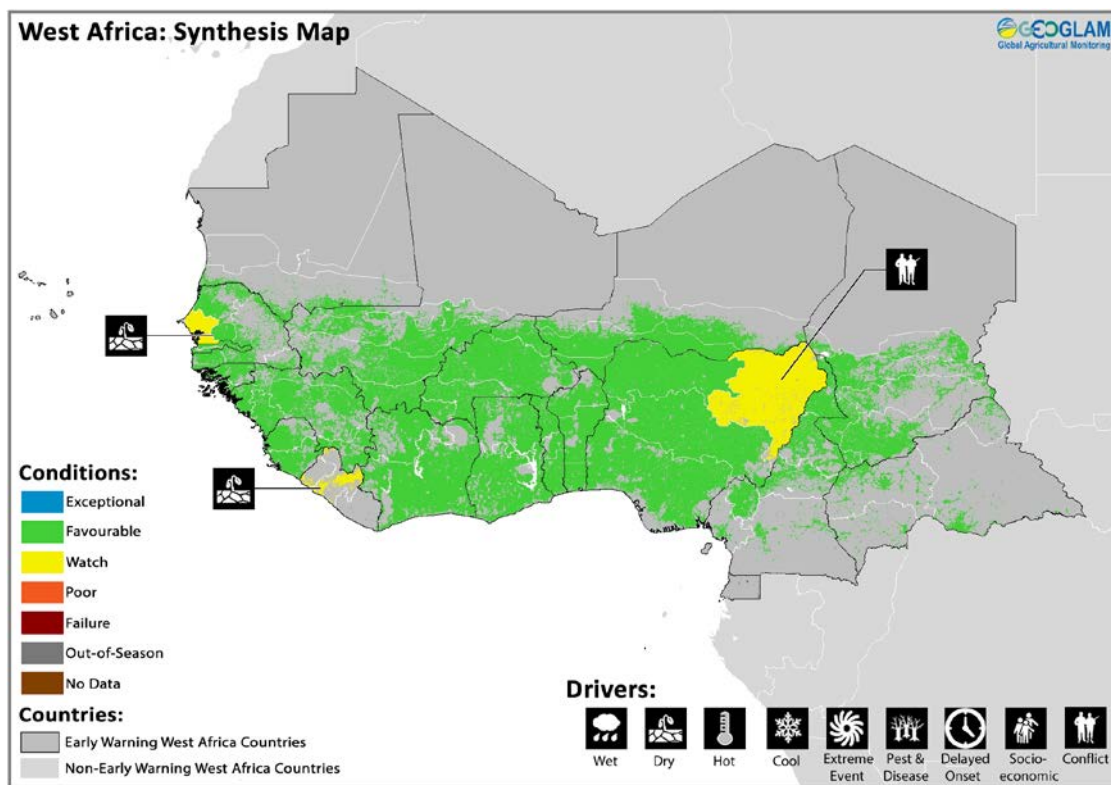 West Africa: Synthesis Map
GEOGLAM
Global Agricultural Monitoring
Conditions:
Exceptional
Favourable
Watch
Poor
Failure
Out-of-Season
No Data
Countries:
Early Warning West Africa Countries
Non-Early Warning West Africa Countries
Drivers:
Wet
Dry
Hot
Cool
Extreme
Event
Pest &
Disease
Delayed
Onset
Socio-
economic
Conflict